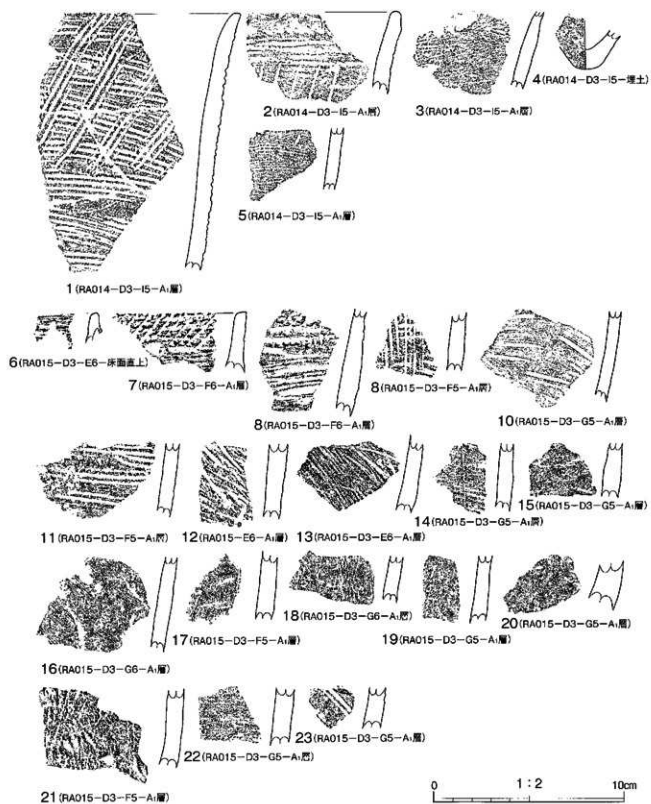 1(RA014-D3-I5-A₁層)
2(RA014-D3-I5-A₁層)
3(RA014-D3-I5-A₁層)
4(RA014-D3-I5-埋土)
5(RA014-D3-I5-A₁層)
6(RA015-D3-E6-床面直上)
7(RA015-D3-F6-A₁層)
8(RA015-D3-F6-A₁層)
8(RA015-D3-F5-A₁層)
10(RA015-D3-G5-A₁層)
11(RA015-D3-F5-A₁層)
12(RA015-E6-A₁層)
13(RA015-D3-E6-A₁層)
14(RA015-D3-G5-A₁層)
15(RA015-D3-G5-A₁層)
16(RA015-D3-G6-A₁層)
17(RA015-D3-F5-A₁層)
18(RA015-D3-G6-A₁層)
19(RA015-D3-G5-A₁層)
20(RA015-D3-G5-A₁層)
21(RA015-D3-F5-A₁層)
22(RA015-D3-G5-A₁層)
23(RA015-D3-G5-A₁層)
0 1:2 10cm